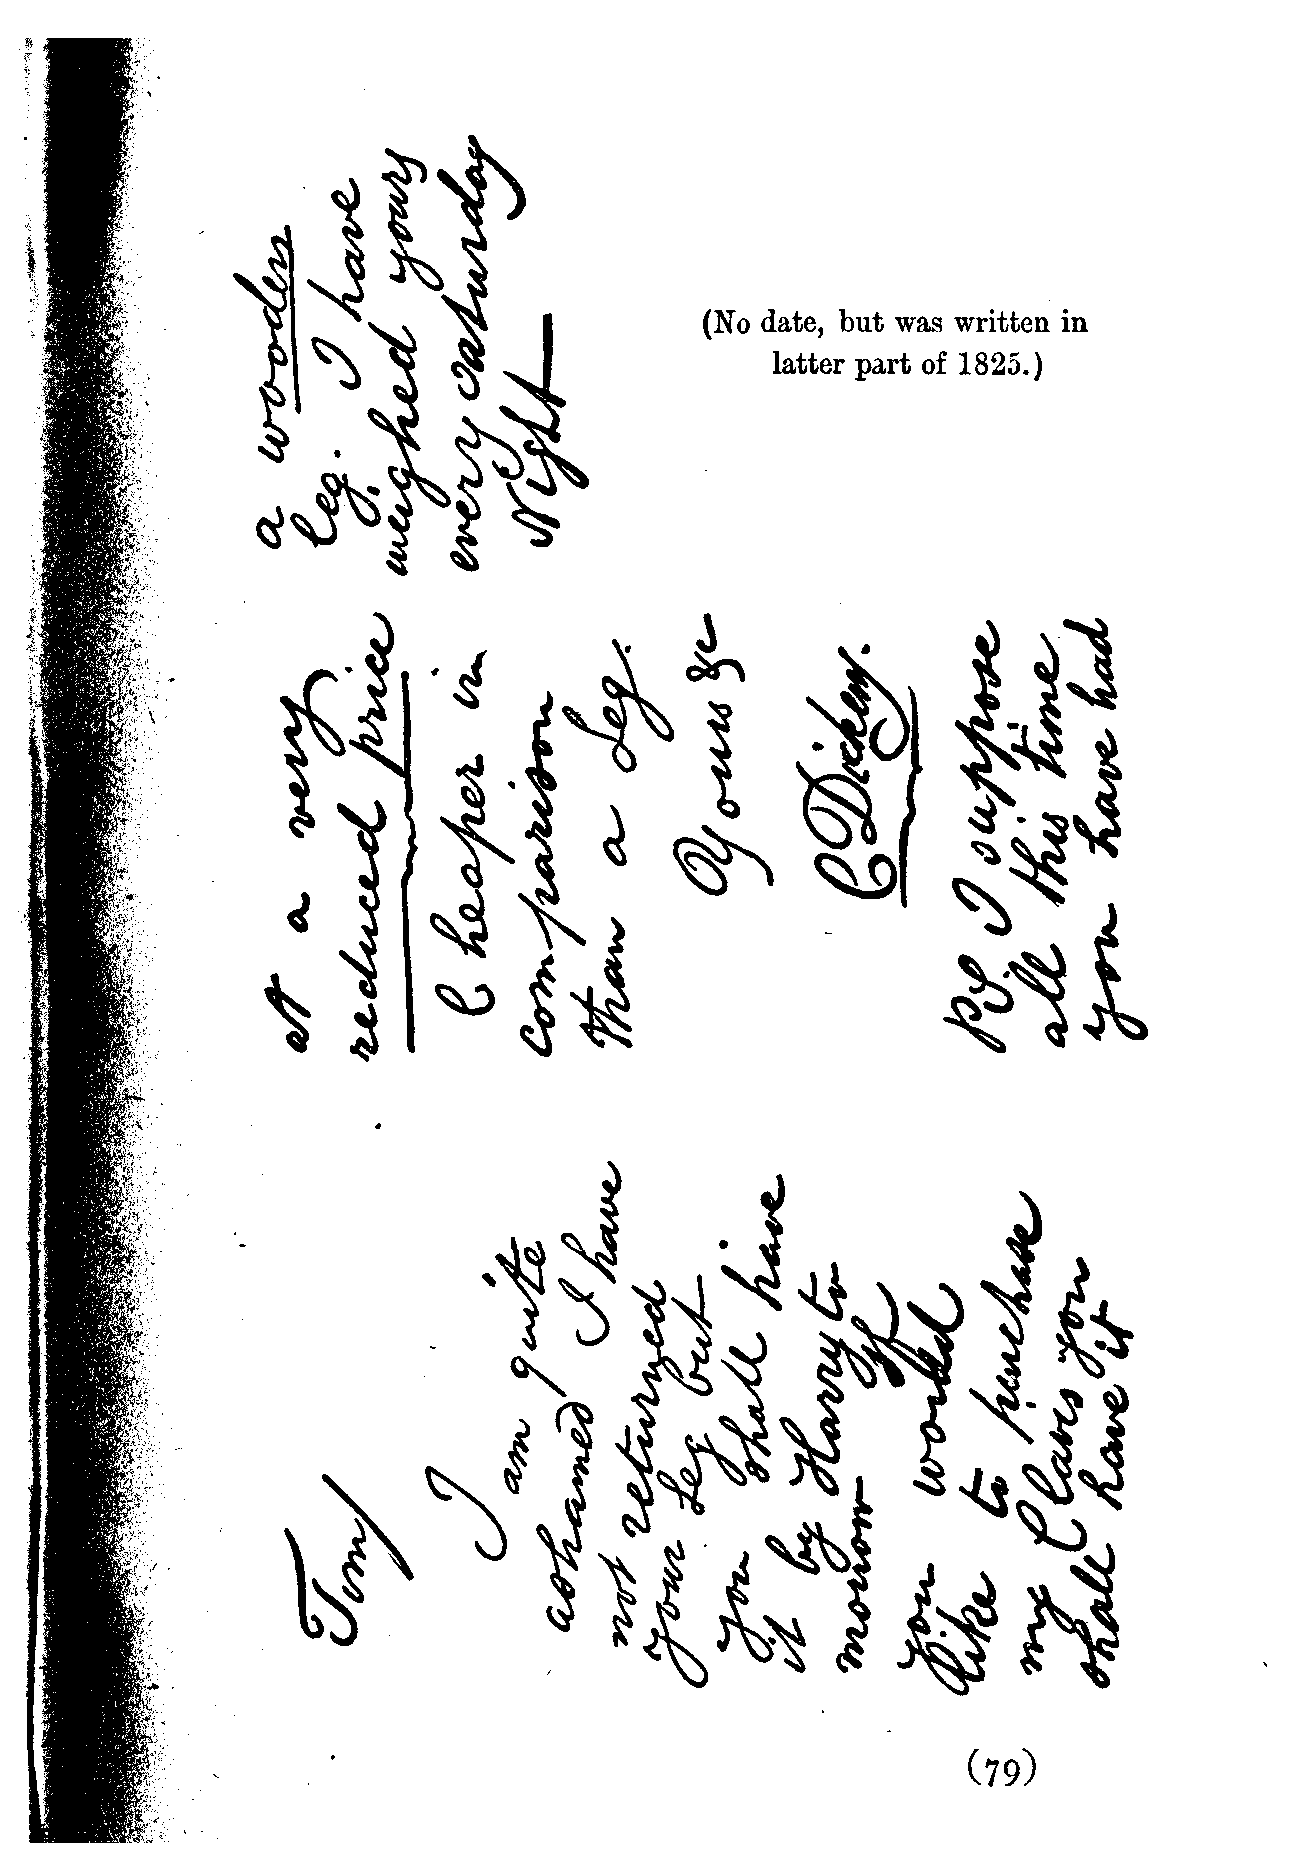 Tom
I
am quite
ashamed I have
not returned
your Leg but
you shall have
it by Harry to
morrow If
you would
like to purchase
my Clavis you
shall have it
at a very
reduced price
Cheaper in
comparison
than a Leg.
Yours &c
C Dickens.
PS I suppose
all this time
you have had
a wooden
leg. I have
weighed yours
every saturday
Night
(No date, but was written in
latter part of 1825.)
(79)